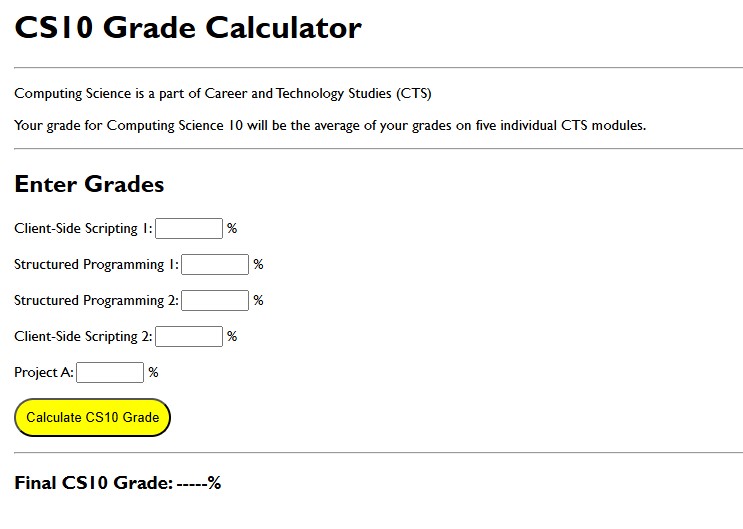 CS10 Grade Calculator
Computing Science is a part of Career and Technology Studies (CTS)
Your grade for Computing Science 10 will be the average of your grades on five individual CTS modules.
Enter Grades
Client-Side Scripting 1: %
Structured Programming 1: %
Structured Programming 2: %
Client-Side Scripting 2: %
Project A: %
Calculate CS10 Grade
Final CS10 Grade: -----%